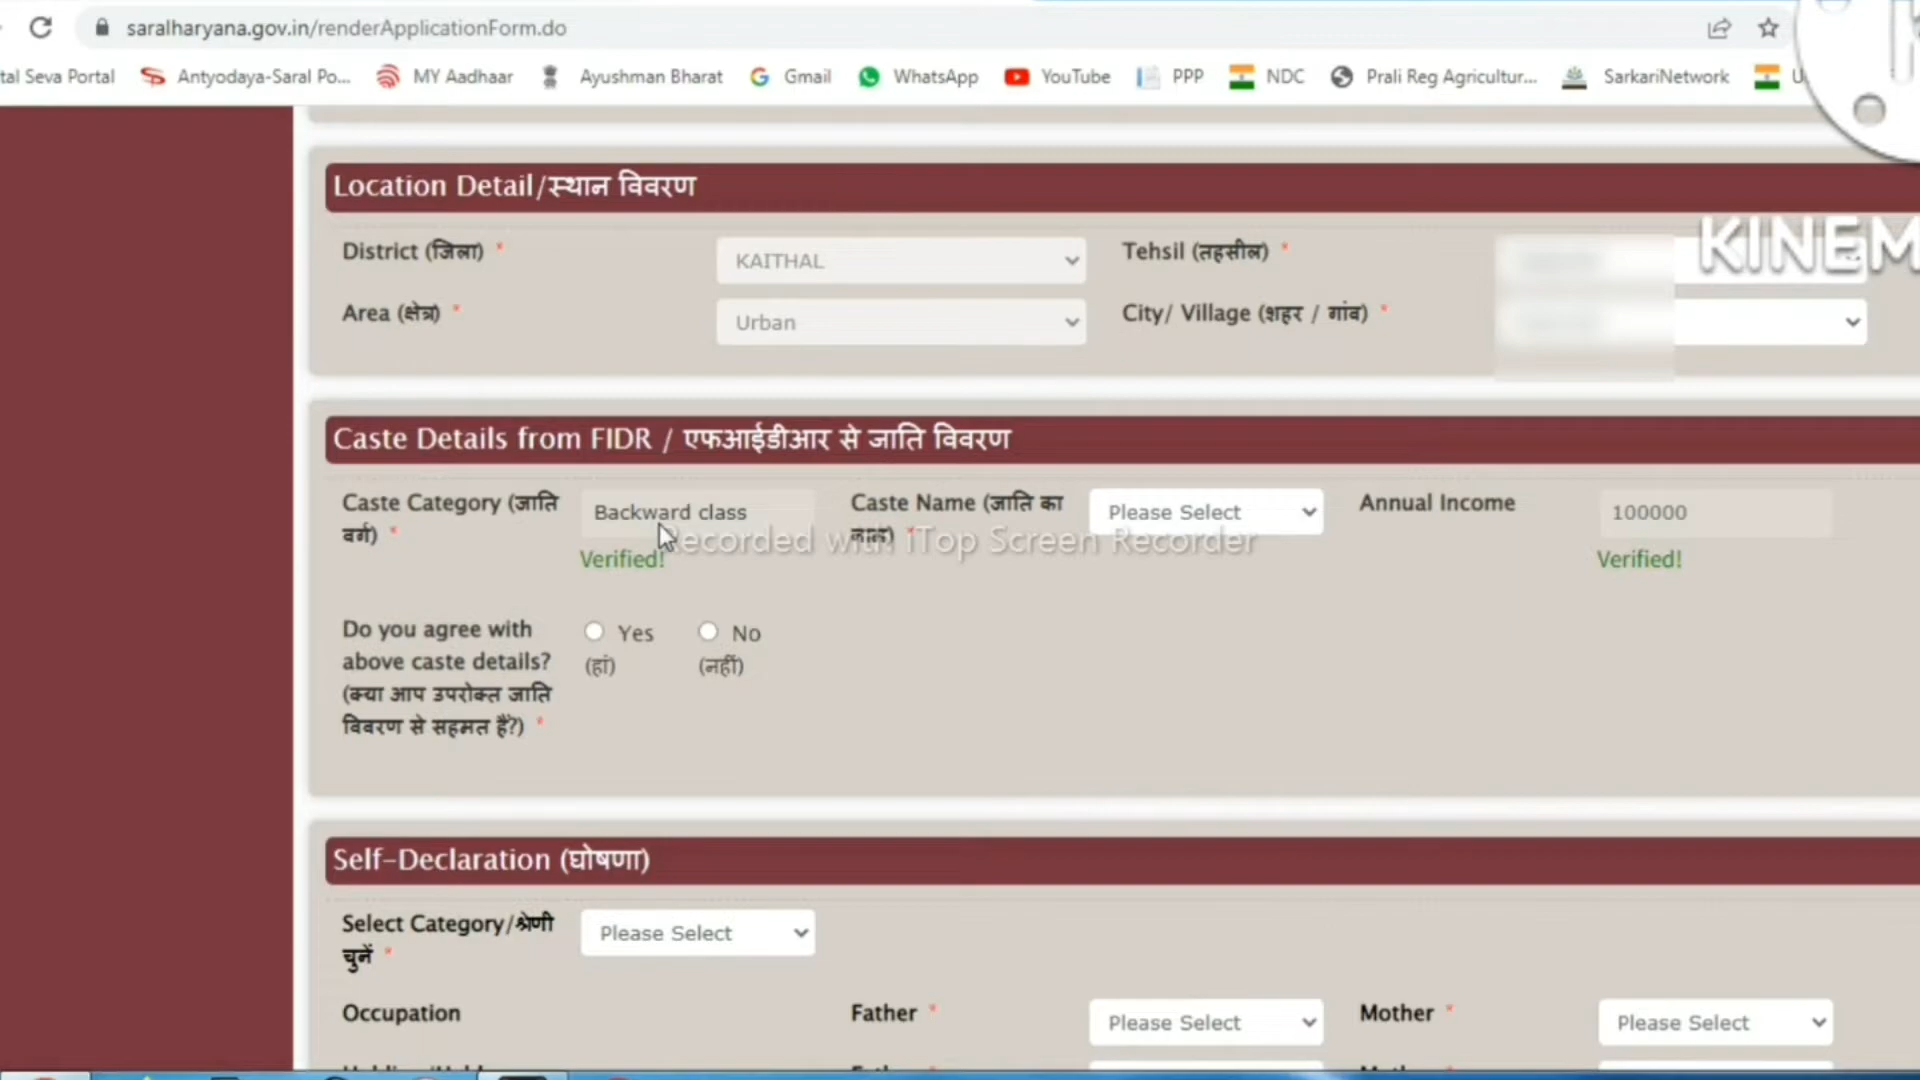 saralharyana.gov.in/renderApplicationForm.do
tal Seva Portal Antyodaya-Saral Po... MY Aadhaar Ayushman Bharat Gmail WhatsApp YouTube PPP NDC Prali Reg Agricultur... SarkariNetwork U
Location Detail/स्थान विवरण
KINEM
District (जिला) * KAITHAL Tehsil (तहसील) *
Area (क्षेत्र) * Urban City/ Village (शहर / गांव) *
Caste Details from FIDR / एफआईडीआर से जाति विवरण
Caste Category (जाति वर्ग) * Backward class Caste Name (जाति का नाम) * Please Select Annual Income 100000
Recorded with iTop Screen Recorder
Verified! Verified!
Do you agree with Yes No
above caste details? (हां) (नहीं)
(क्या आप उपरोक्त जाति
विवरण से सहमत हैं?) *
Self-Declaration (घोषणा)
Select Category/श्रेणी Please Select
चुनें *
Occupation Father * Please Select Mother * Please Select